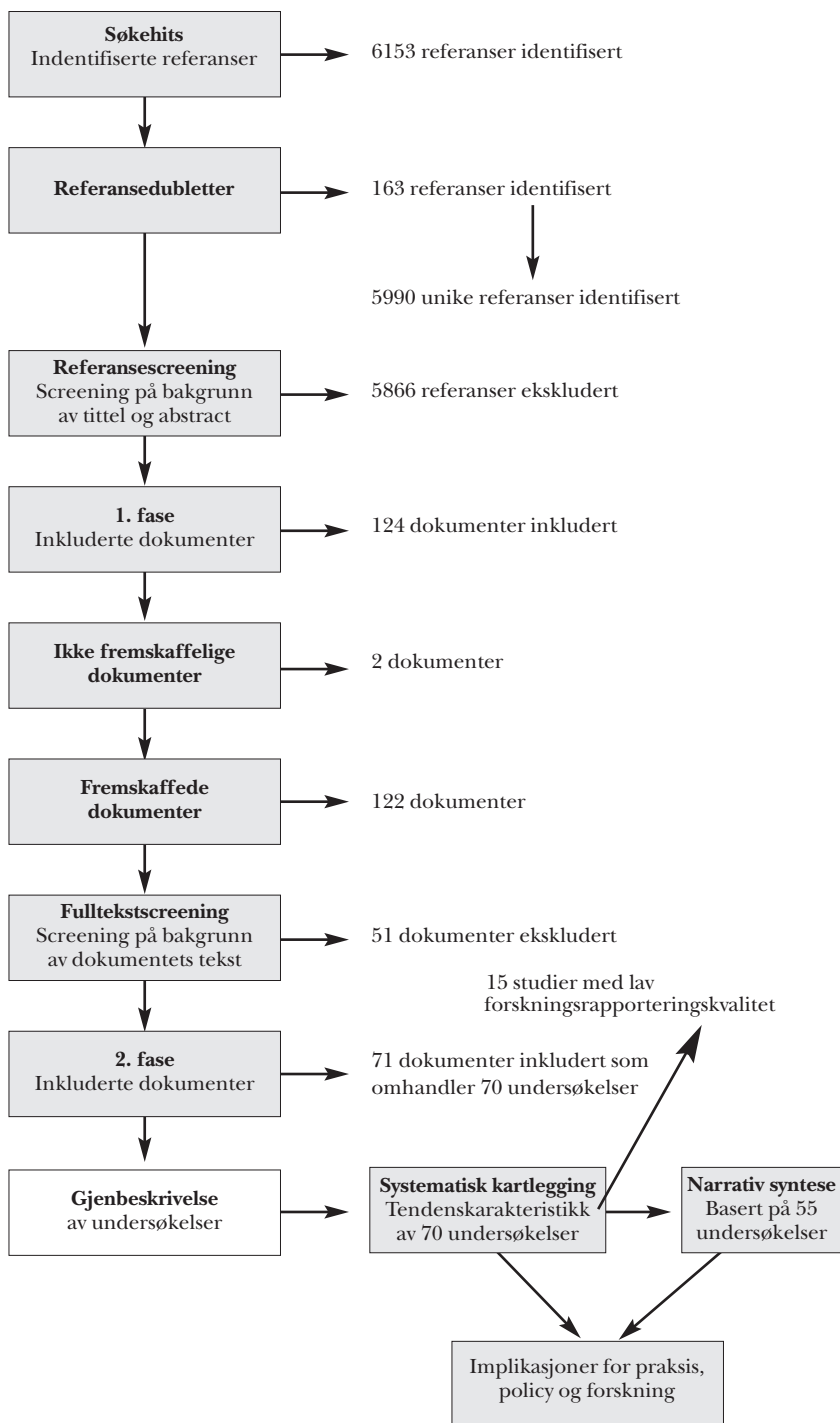 Søkehits
Indentifiserte referanser
6153 referanser identifisert
Referansedubletter
163 referanser identifisert
5990 unike referanser identifisert
Referansescreening
Screening på bakgrunn
av tittel og abstract
5866 referanser ekskludert
1. fase
Inkluderte dokumenter
124 dokumenter inkludert
Ikke fremskaffelige
dokumenter
2 dokumenter
Fremskaffede
dokumenter
122 dokumenter
Fulltekstscreening
Screening på bakgrunn
av dokumentets tekst
51 dokumenter ekskludert
15 studier med lav
forskningsrapporteringskvalitet
2. fase
Inkluderte dokumenter
71 dokumenter inkludert som
omhandler 70 undersøkelser
Gjenbeskrivelse
av undersøkelser
Systematisk kartlegging
Tendenskarakteristikk
av 70 undersøkelser
Narrativ syntese
Basert på 55
undersøkelser
Implikasjoner for praksis,
policy og forskning